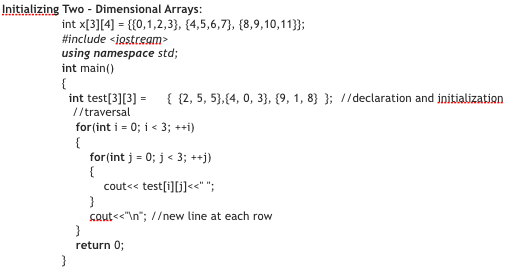 Initializing Two - Dimensional Arrays:
int x[3][4] = {{0,1,2,3}, {4,5,6,7}, {8,9,10,11}};
#include <iostream>
using namespace std;
int main()
{
int test[3][3] = { {2, 5, 5},{4, 0, 3}, {9, 1, 8} }; //declaration and initialization
//traversal
for(int i = 0; i < 3; ++i)
{
for(int j = 0; j < 3; ++j)
{
cout<< test[i][j]<<" ";
}
cout<<"\n"; //new line at each row
}
return 0;
}